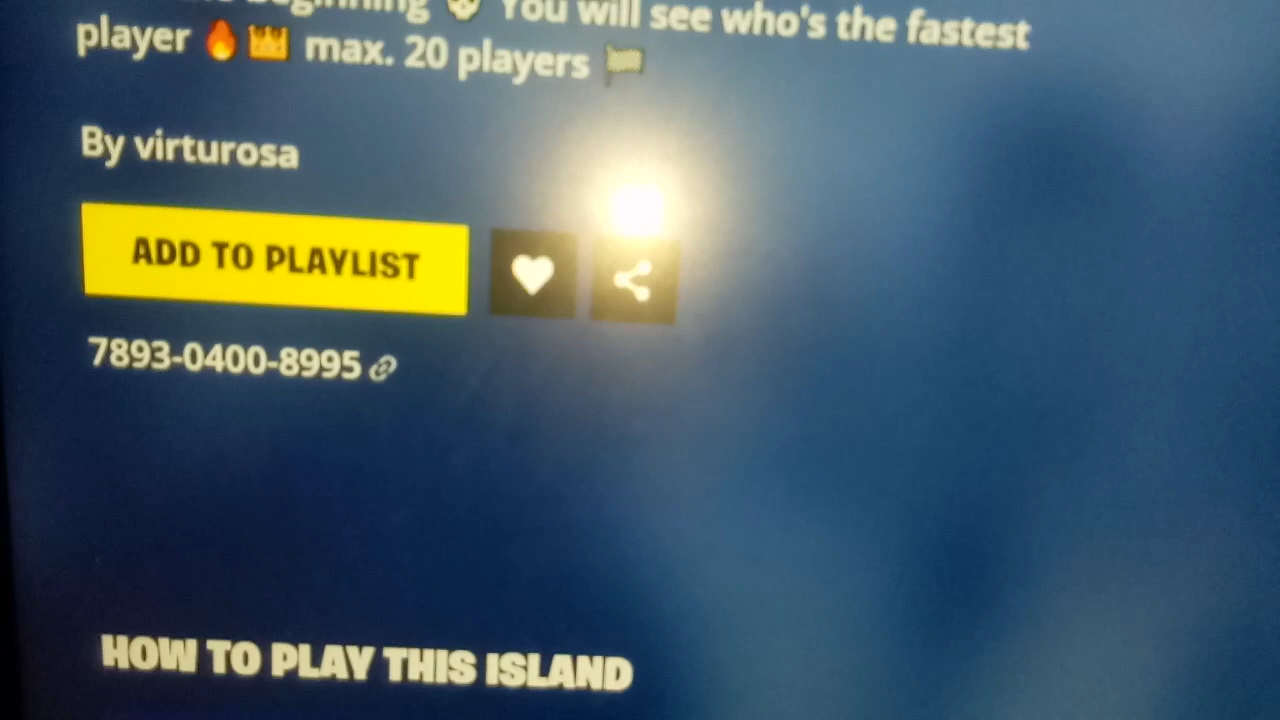 beginning 💀 You will see who's the fastest
player 🔥👑 max. 20 players 🏁
By virturosa
ADD TO PLAYLIST
7893-0400-8995
HOW TO PLAY THIS ISLAND